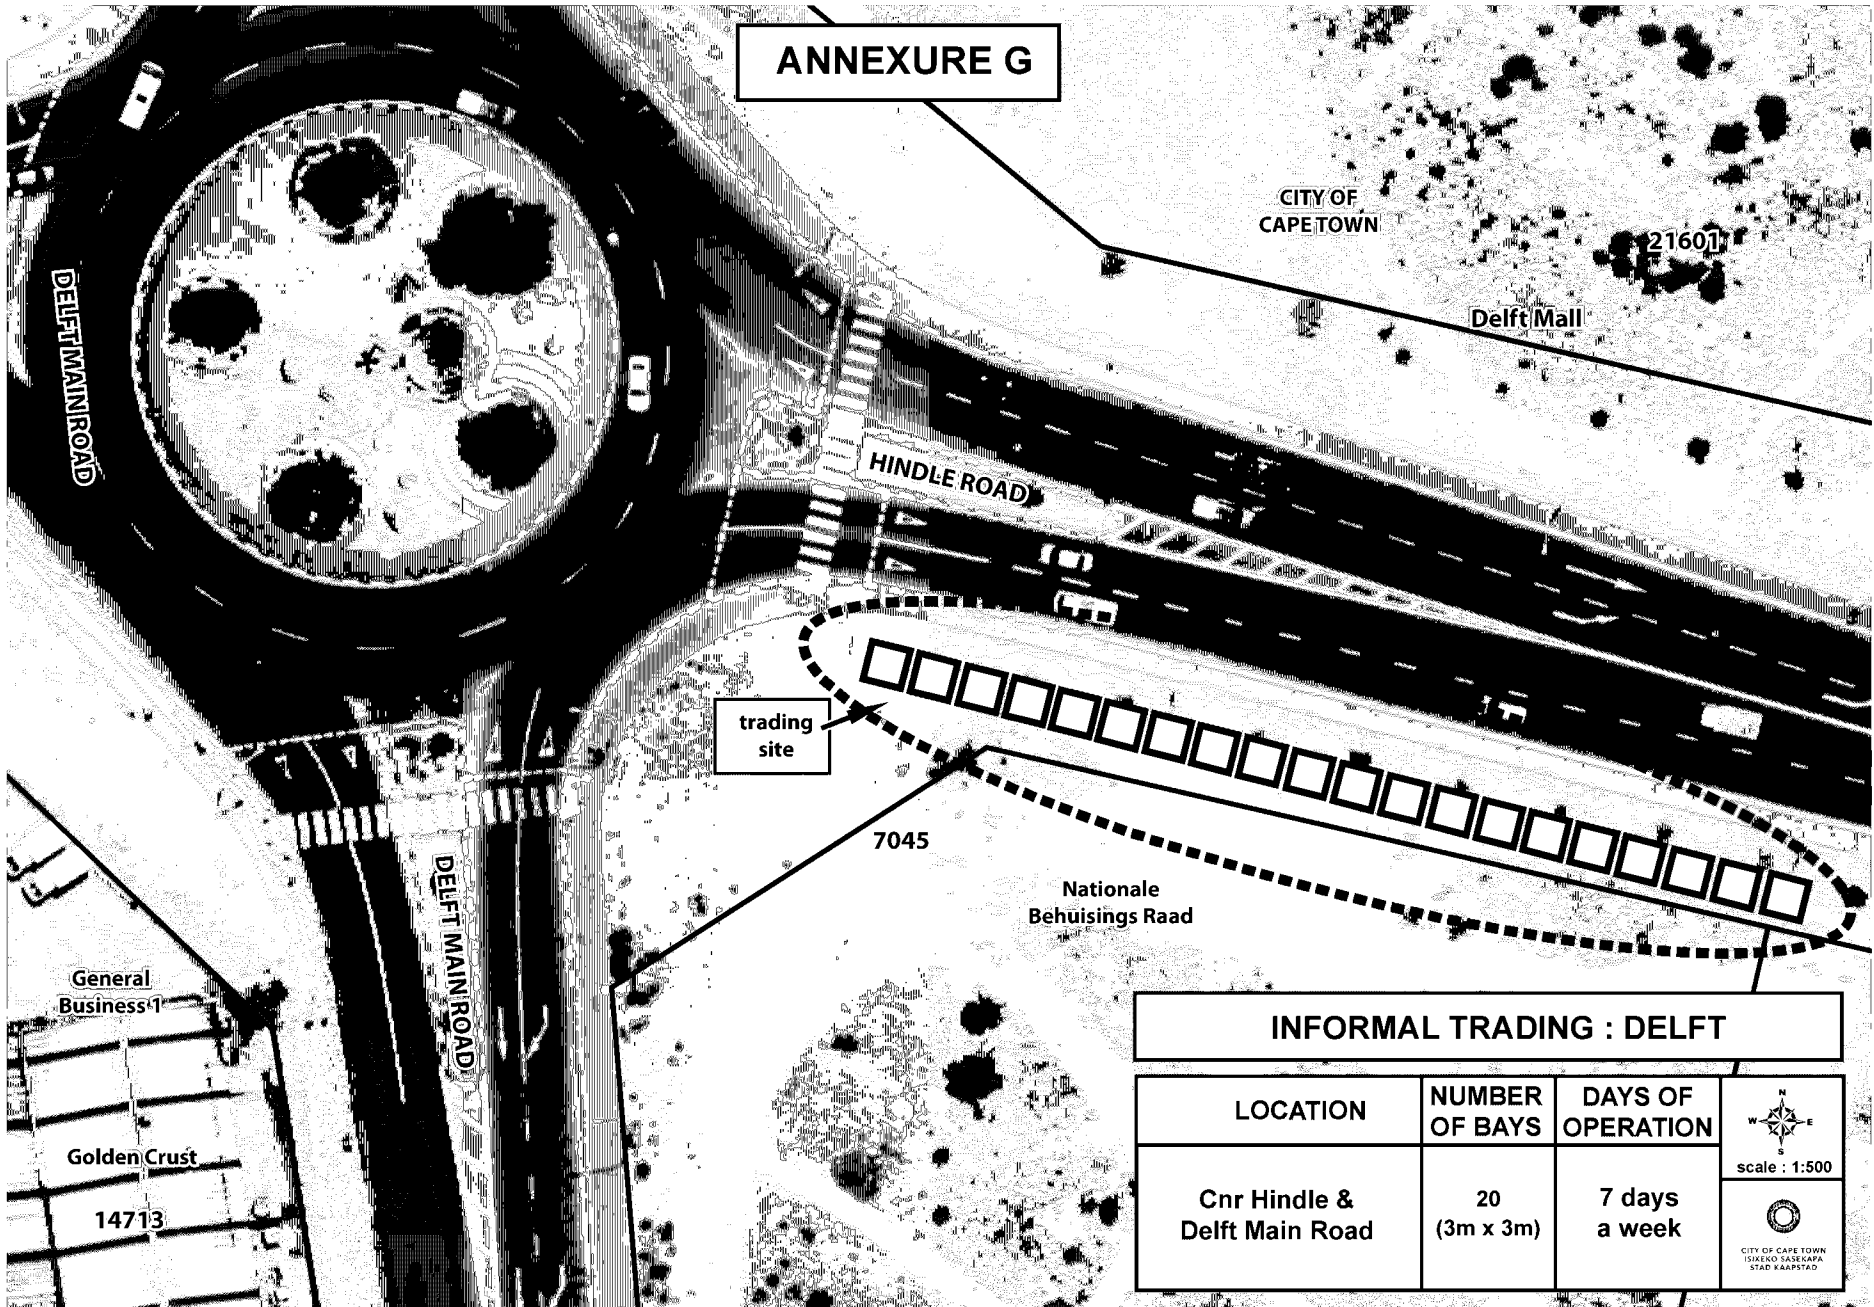 ANNEXURE G
CITY OF
CAPE TOWN
21601
Delft Mall
DELFT MAIN ROAD
HINDLE ROAD
trading
site
7045
Nationale
Behuisings Raad
DELFT MAIN ROAD
General
Business 1
Golden Crust
14713
INFORMAL TRADING : DELFT
LOCATION
NUMBER
OF BAYS
DAYS OF
OPERATION
Cnr Hindle &
Delft Main Road
20
(3m x 3m)
7 days
a week
N
W E
S
scale : 1:500
CITY OF CAPE TOWN
ISIXEKO SASEKAPA
STAD KAAPSTAD